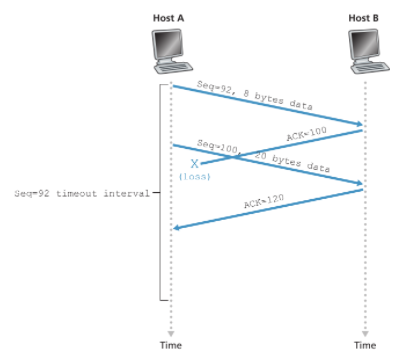 Host A
Host B
Seq=92, 8 bytes data
ACK=100
Seq=100, 20 bytes data
X
(loss)
Seq=92 timeout interval
ACK=120
Time
Time